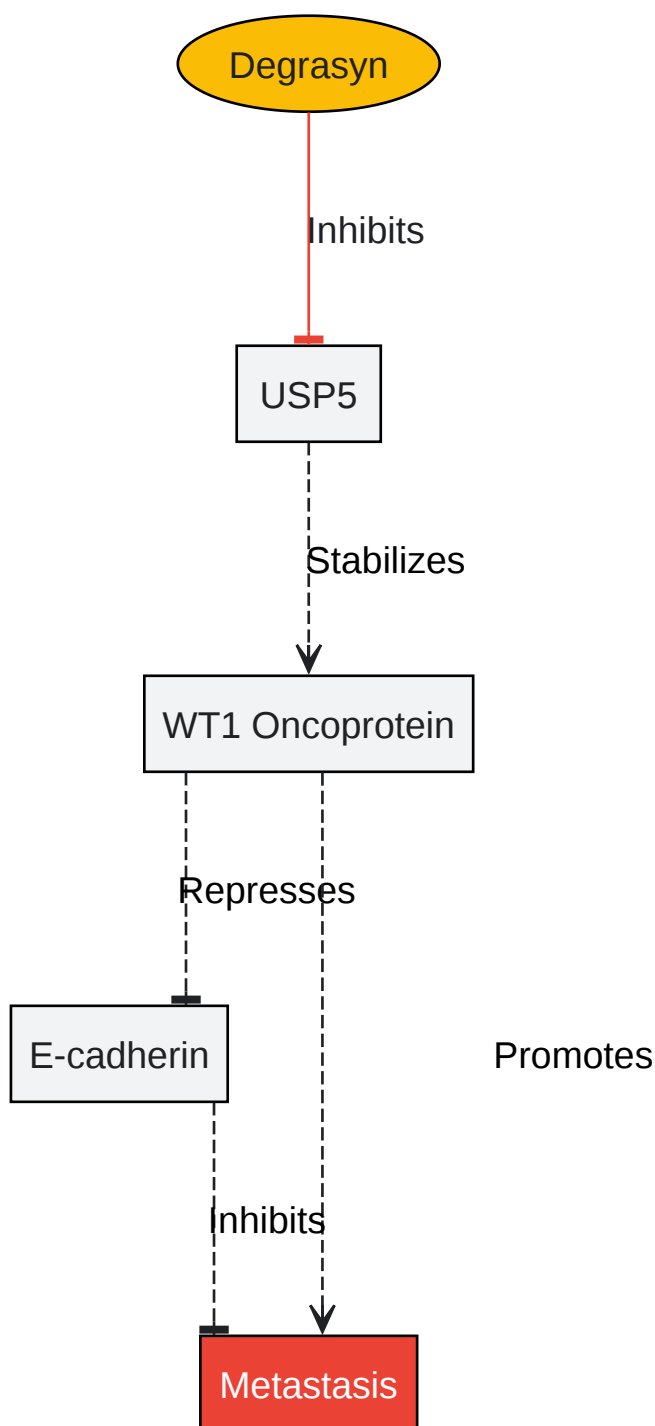 Degrasyn
Inhibits
USP5
Stabilizes
WT1 Oncoprotein
Represses
E-cadherin
Promotes
Inhibits
Metastasis